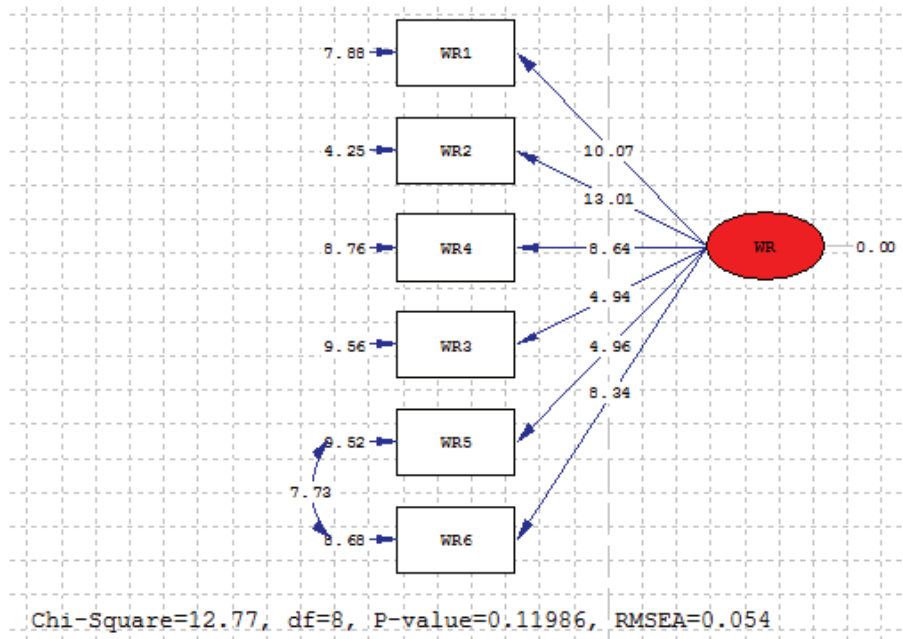 7.88 WR1
10.07
4.25 WR2
13.01
8.76 WR4 8.64 WR 0.00
4.94
9.56 WR3 4.96
8.34
9.52 WR5
7.73
8.68 WR6
Chi-Square=12.77, df=8, P-value=0.11986, RMSEA=0.054